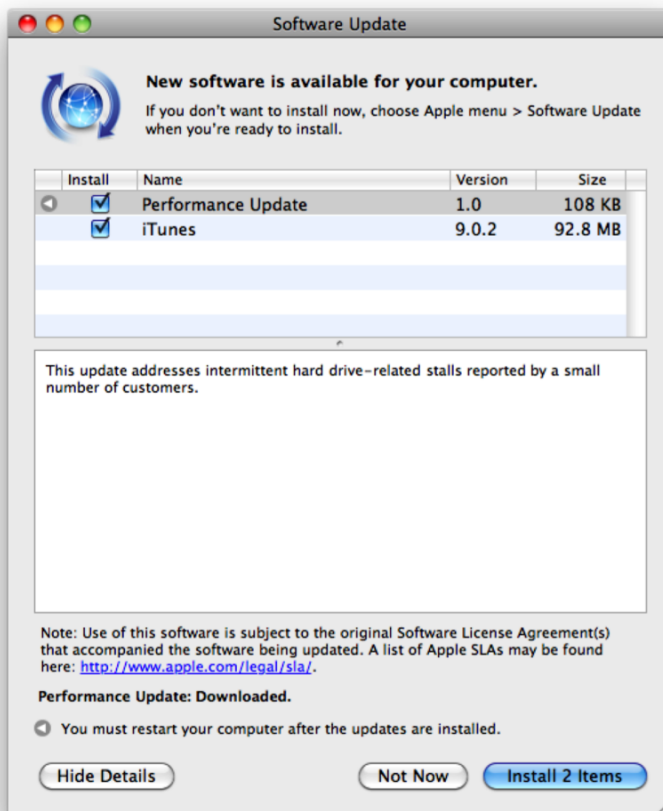 Software Update
New software is available for your computer.
If you don't want to install now, choose Apple menu > Software Update
when you're ready to install.
Install Name Version Size
Performance Update 1.0 108 KB
iTunes 9.0.2 92.8 MB
This update addresses intermittent hard drive-related stalls reported by a small
number of customers.
Note: Use of this software is subject to the original Software License Agreement(s)
that accompanied the software being updated. A list of Apple SLAs may be found
here: http://www.apple.com/legal/sla/.
Performance Update: Downloaded.
You must restart your computer after the updates are installed.
Hide Details Not Now Install 2 Items